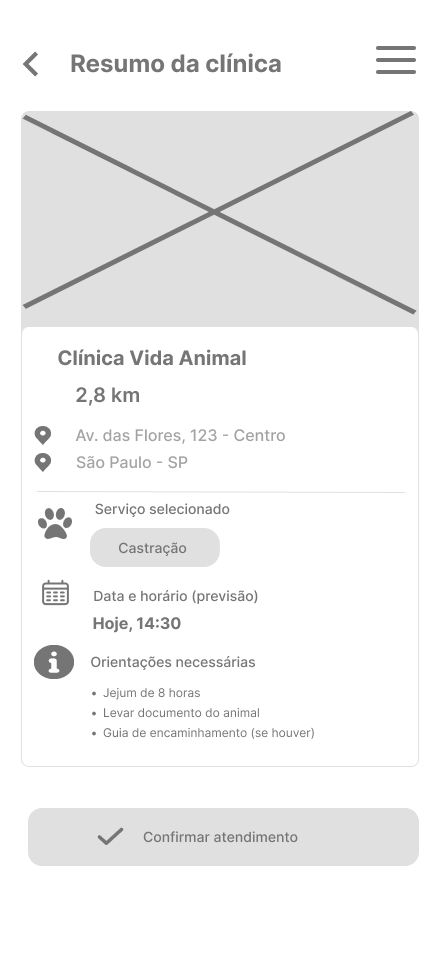 Resumo da clínica
Clínica Vida Animal
2,8 km
Av. das Flores, 123 - Centro
São Paulo - SP
Serviço selecionado
Castração
Data e horário (previsão)
Hoje, 14:30
Orientações necessárias
• Jejum de 8 horas
• Levar documento do animal
• Guia de encaminhamento (se houver)
Confirmar atendimento